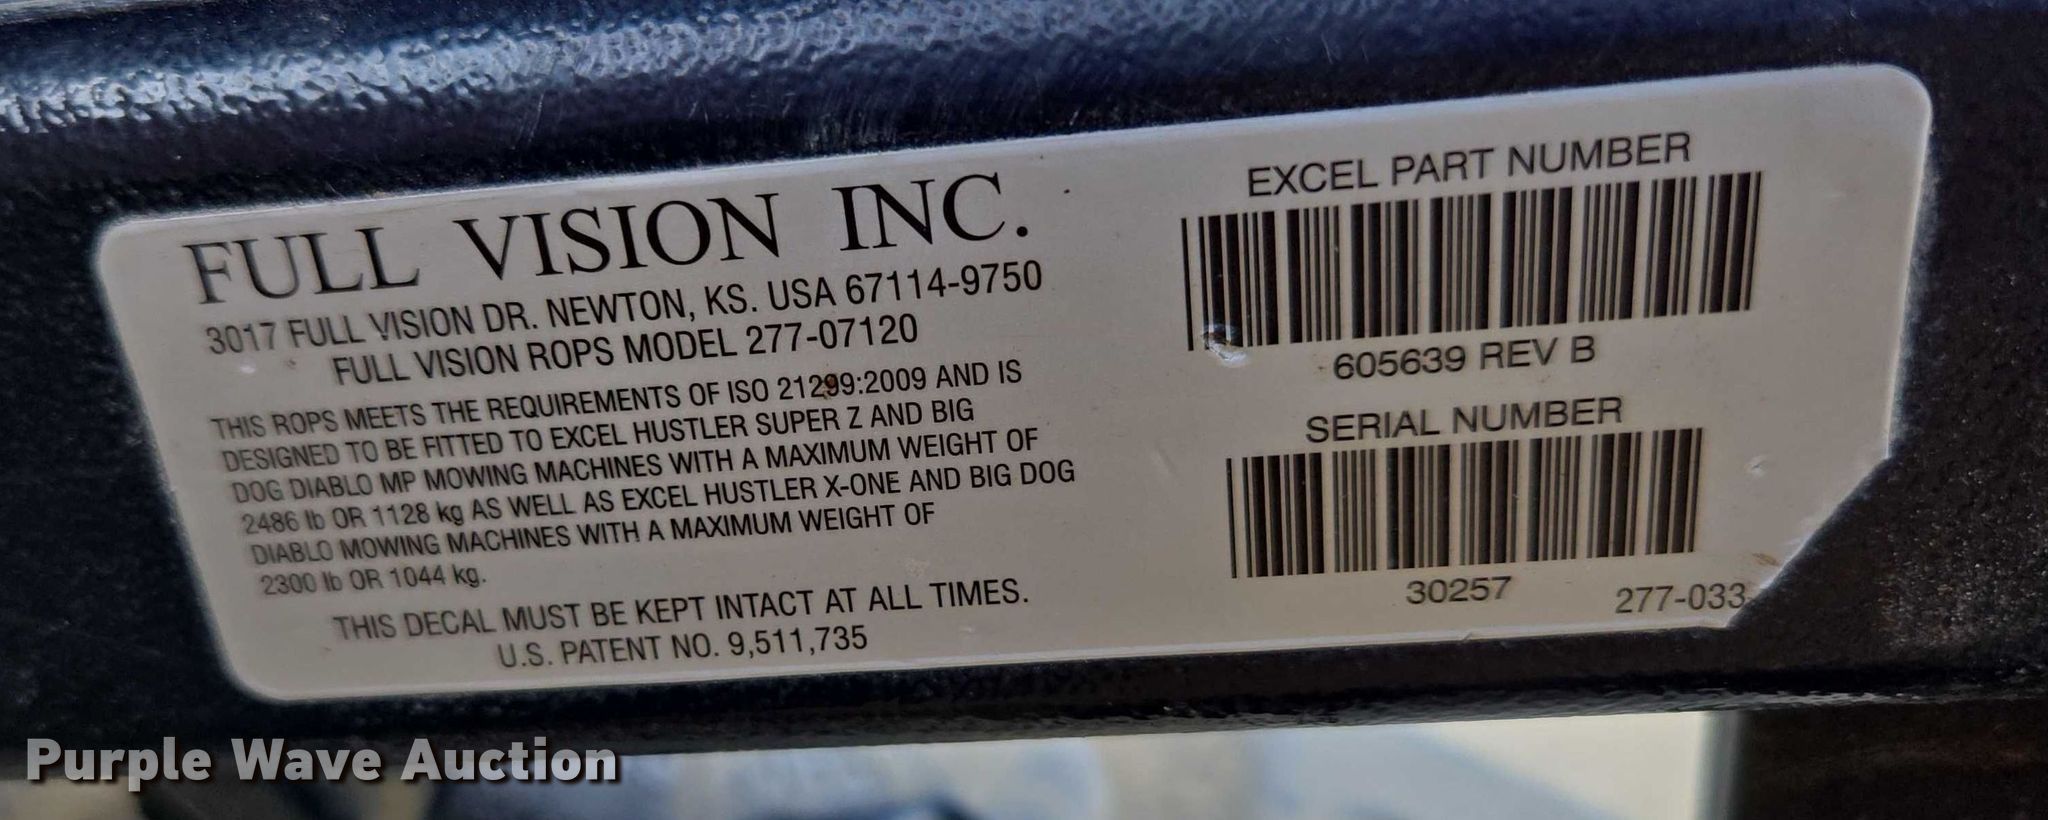 FULL VISION INC.
3017 FULL VISION DR. NEWTON, KS. USA 67114-9750
FULL VISION ROPS MODEL 277-07120
THIS ROPS MEETS THE REQUIREMENTS OF ISO 21299:2009 AND IS
DESIGNED TO BE FITTED TO EXCEL HUSTLER SUPER Z AND BIG
DOG DIABLO MP MOWING MACHINES WITH A MAXIMUM WEIGHT OF
2486 lb OR 1128 kg AS WELL AS EXCEL HUSTLER X-ONE AND BIG DOG
DIABLO MOWING MACHINES WITH A MAXIMUM WEIGHT OF
2300 lb OR 1044 kg.
THIS DECAL MUST BE KEPT INTACT AT ALL TIMES.
U.S. PATENT NO. 9,511,735
EXCEL PART NUMBER
605639 REV B
SERIAL NUMBER
30257
277-033
Purple Wave Auction